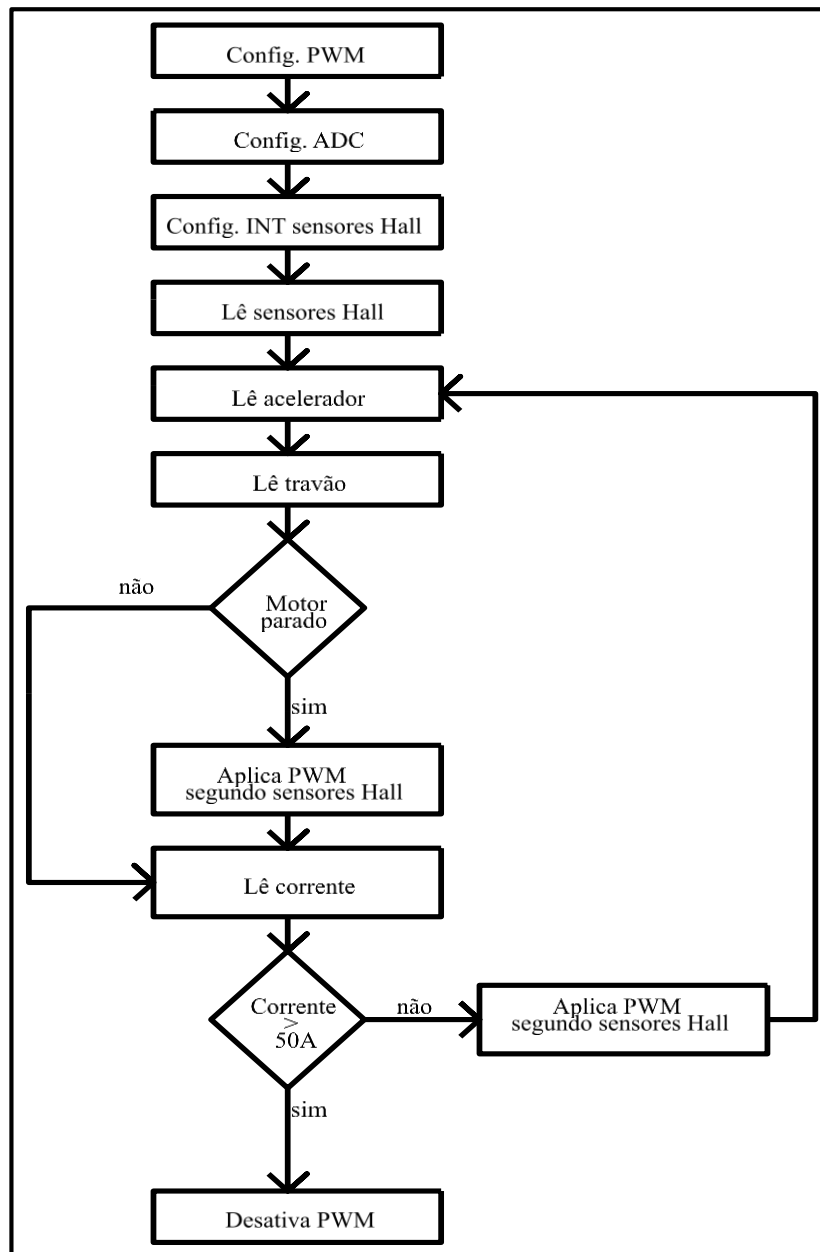 Config. PWM
Config. ADC
Config. INT sensores Hall
Lê sensores Hall
Lê acelerador
Lê travão
não
Motor
parado
sim
Aplica PWM
segundo sensores Hall
Lê corrente
Corrente
>
50A
não
Aplica PWM
segundo sensores Hall
sim
Desativa PWM